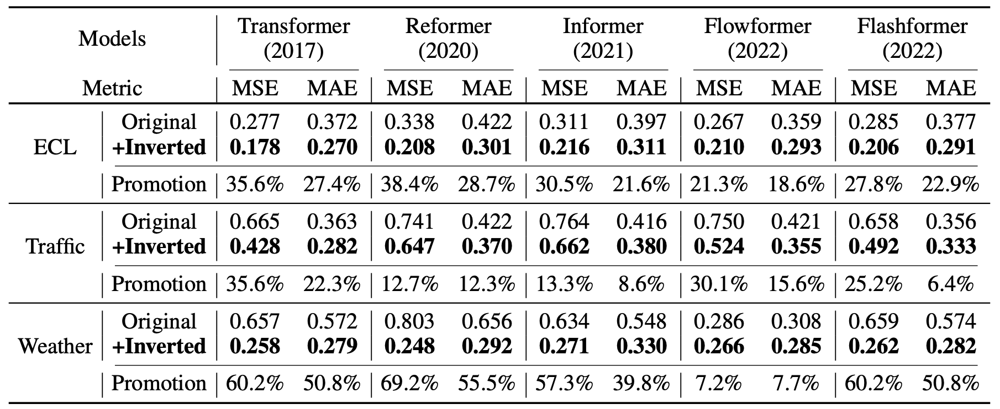 Models Transformer Reformer Informer Flowformer Flashformer
(2017) (2020) (2021) (2022) (2022)
Metric MSE MAE MSE MAE MSE MAE MSE MAE MSE MAE
Original 0.277 0.372 0.338 0.422 0.311 0.397 0.267 0.359 0.285 0.377
ECL +Inverted 0.178 0.270 0.208 0.301 0.216 0.311 0.210 0.293 0.206 0.291
Promotion 35.6% 27.4% 38.4% 28.7% 30.5% 21.6% 21.3% 18.6% 27.8% 22.9%
Original 0.665 0.363 0.741 0.422 0.764 0.416 0.750 0.421 0.658 0.356
Traffic +Inverted 0.428 0.282 0.647 0.370 0.662 0.380 0.524 0.355 0.492 0.333
Promotion 35.6% 22.3% 12.7% 12.3% 13.3% 8.6% 30.1% 15.6% 25.2% 6.4%
Original 0.657 0.572 0.803 0.656 0.634 0.548 0.286 0.308 0.659 0.574
Weather +Inverted 0.258 0.279 0.248 0.292 0.271 0.330 0.266 0.285 0.262 0.282
Promotion 60.2% 50.8% 69.2% 55.5% 57.3% 39.8% 7.2% 7.7% 60.2% 50.8%